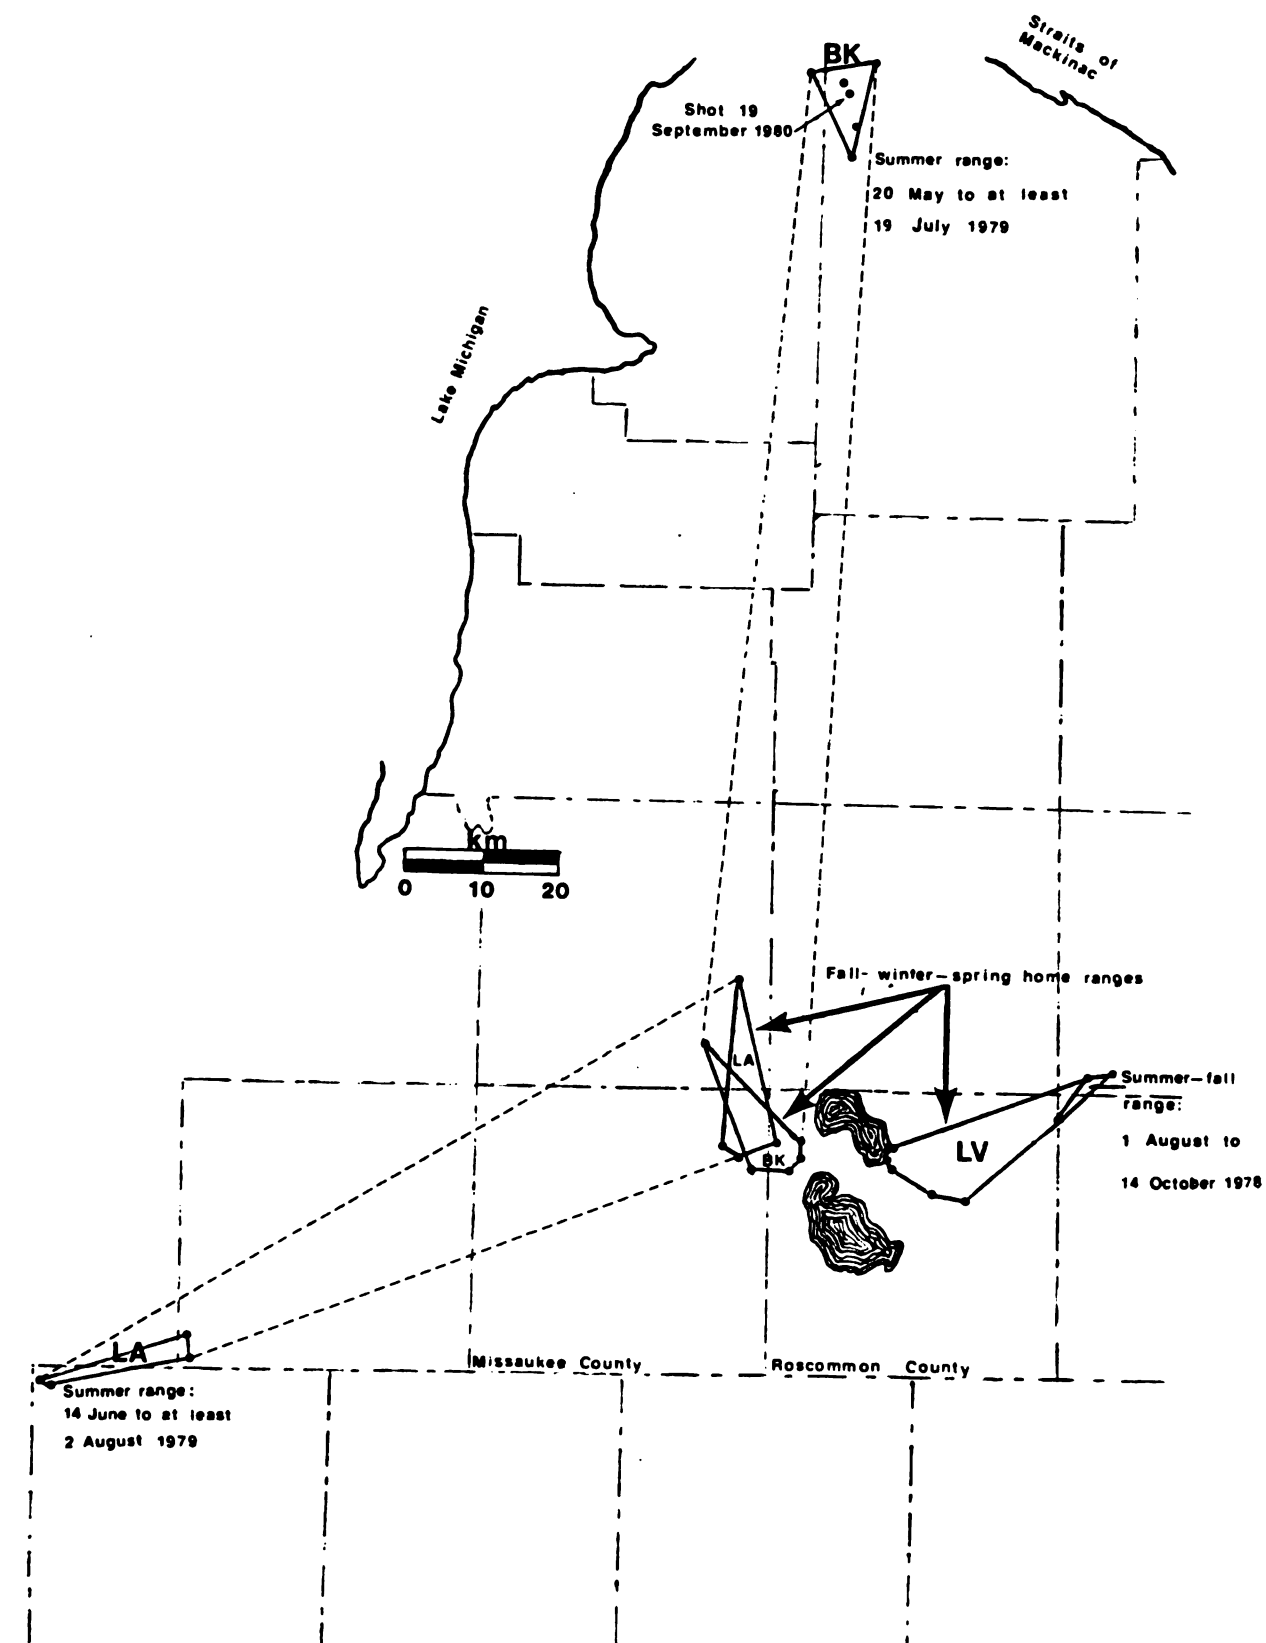 Straits of
Mackinac
BK
Shot 19
September 1980
Summer range:
20 May to at least
19 July 1979
Lake Michigan
km
0 10 20
Fall-winter-spring home ranges
LA
BK
LV
Summer-fall
range:
1 August to
14 October 1978
LA
Missaukee County
Roscommon County
Summer range:
14 June to at least
2 August 1979